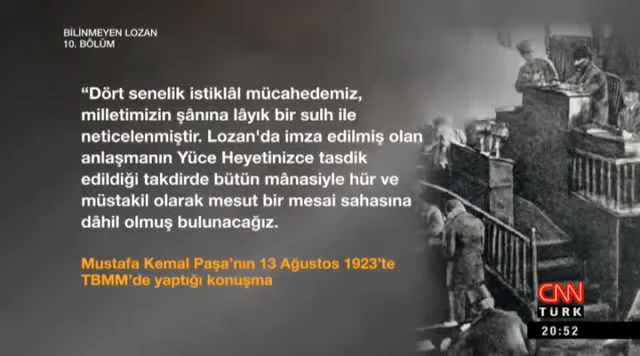 BİLİNMEYEN LOZAN
10. BÖLÜM
“Dört senelik istiklâl mücahedemiz,
milletimizin şânına lâyık bir sulh ile
neticelenmiştir. Lozan'da imza edilmiş olan
anlaşmanın Yüce Heyetinizce tasdik
edildiği takdirde bütün mânasiyle hür ve
müstakil olarak mesut bir mesai sahasına
dâhil olmuş bulunacağız.
Mustafa Kemal Paşa’nın 13 Ağustos 1923’te
TBMM’de yaptığı konuşma
CNN
TÜRK
20:52